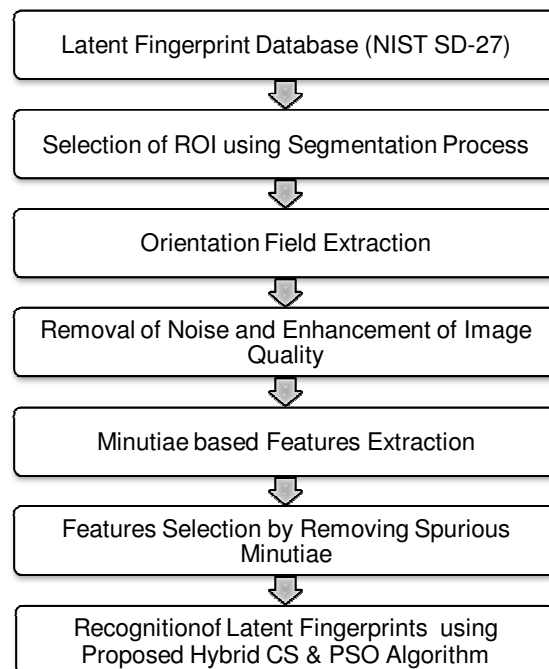 Latent Fingerprint Database (NIST SD-27)
Selection of ROI using Segmentation Process
Orientation Field Extraction
Removal of Noise and Enhancement of Image
Quality
Minutiae based Features Extraction
Features Selection by Removing Spurious
Minutiae
Recognitionof Latent Fingerprints using
Proposed Hybrid CS & PSO Algorithm